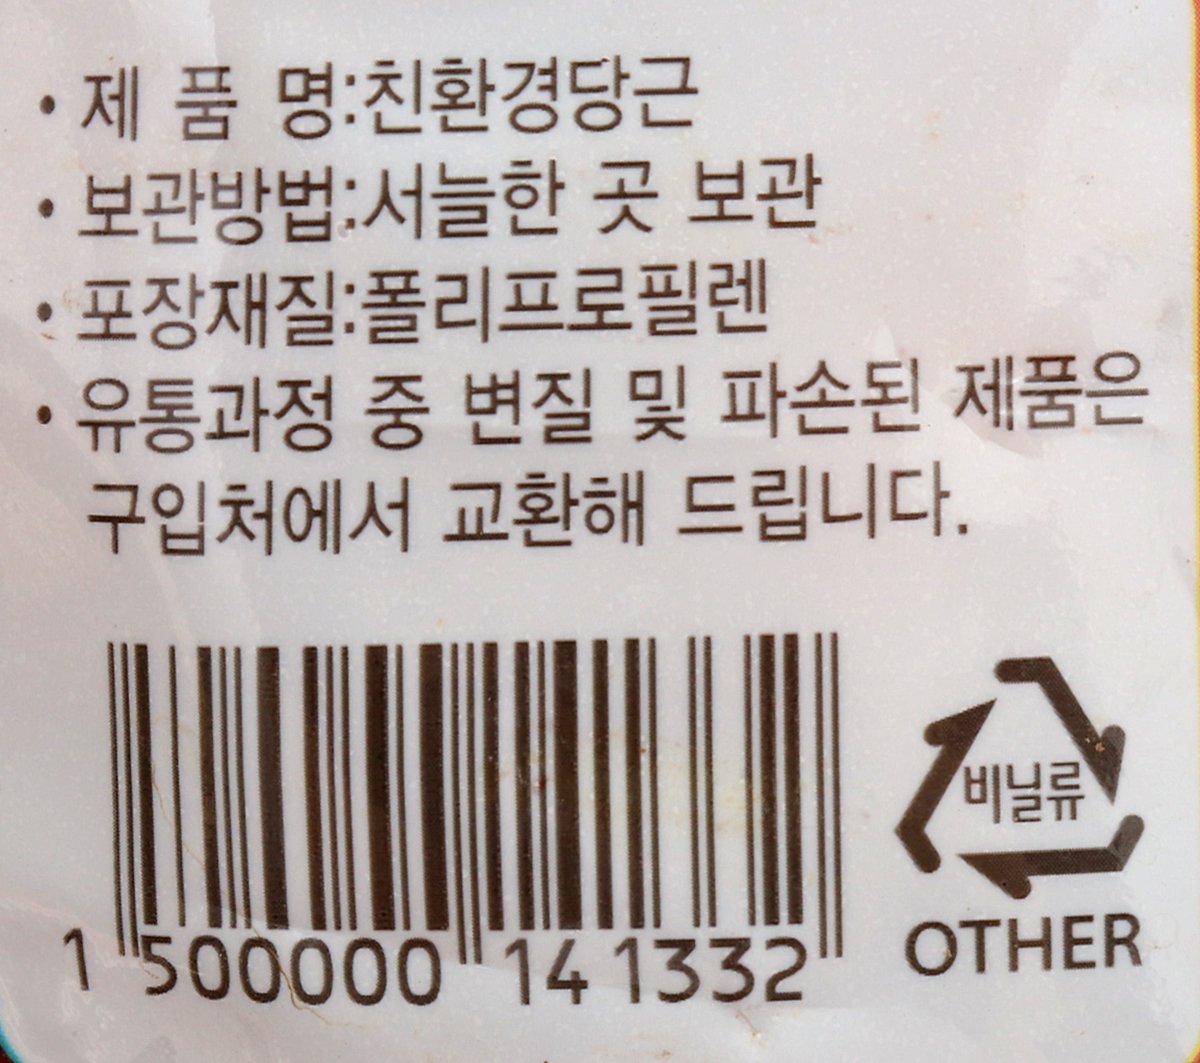 • 제 품 명:친환경당근
• 보관방법:서늘한 곳 보관
• 포장재질:폴리프로필렌
• 유통과정 중 변질 및 파손된 제품은
구입처에서 교환해 드립니다.
비닐류
OTHER
1 500000 141332